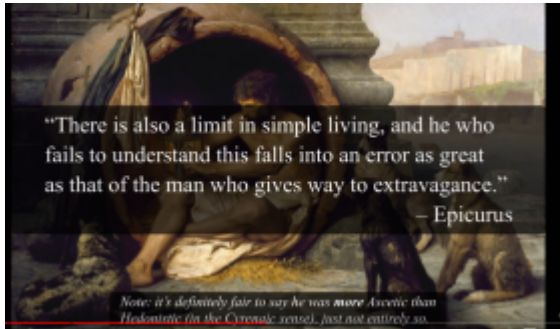 “There is also a limit in simple living, and he who
fails to understand this falls into an error as great
as that of the man who gives way to extravagance.”
– Epicurus
Note: it's definitely fair to say he was more Ascetic than
Hedonistic (in the Cyrenaic sense), just not entirely so.